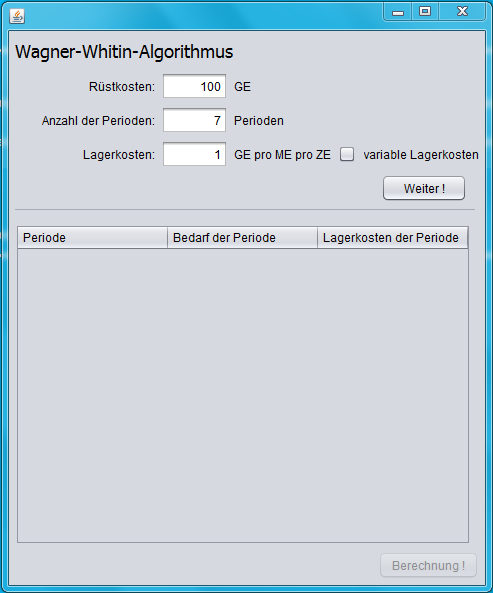 Wagner-Whitin-Algorithmus
Rüstkosten: 100 GE
Anzahl der Perioden: 7 Perioden
Lagerkosten: 1 GE pro ME pro ZE variable Lagerkosten
Weiter !
Periode Bedarf der Periode Lagerkosten der Periode
Berechnung !